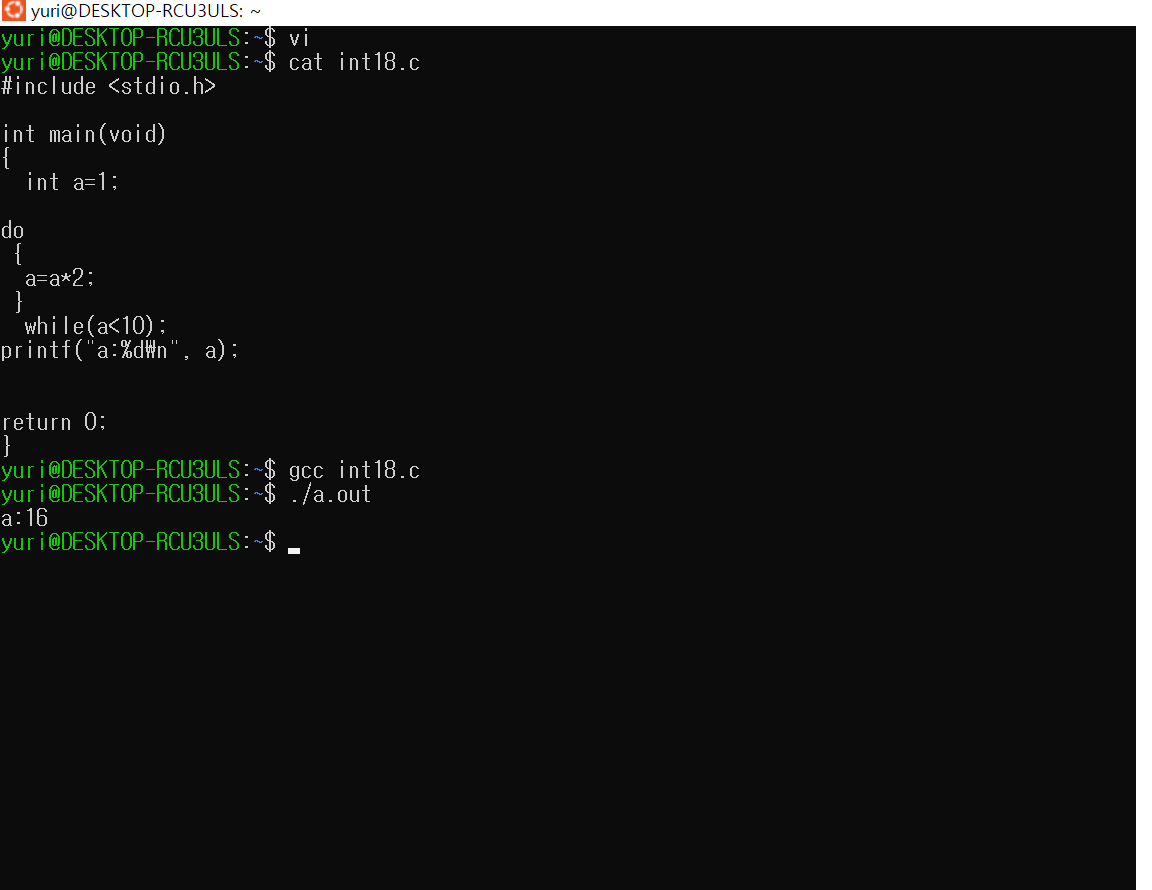 yuri@DESKTOP-RCU3ULS: ~
yuri@DESKTOP-RCU3ULS:~$ vi
yuri@DESKTOP-RCU3ULS:~$ cat int18.c
#include <stdio.h>
int main(void)
{
int a=1;
do
{
a=a*2;
}
while(a<10);
printf("a:%d₩n", a);
return 0;
}
yuri@DESKTOP-RCU3ULS:~$ gcc int18.c
yuri@DESKTOP-RCU3ULS:~$ ./a.out
a:16
yuri@DESKTOP-RCU3ULS:~$